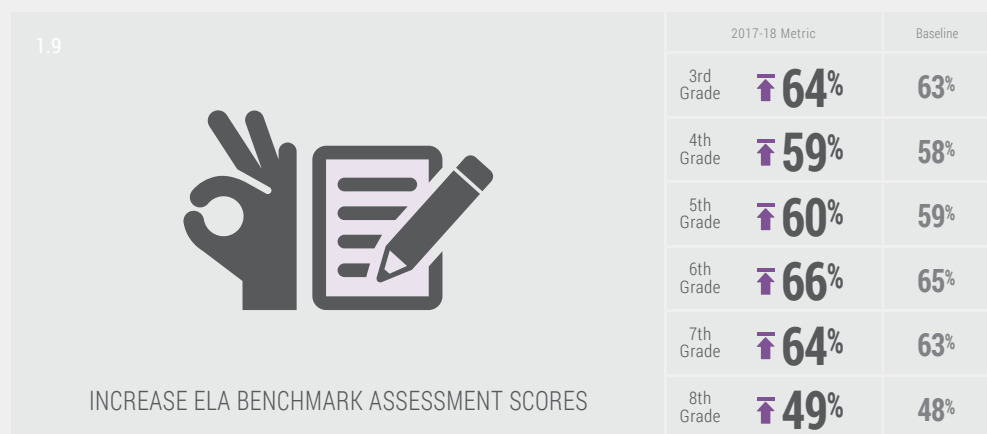 1.9
INCREASE ELA BENCHMARK ASSESSMENT SCORES
2017-18 Metric Baseline
3rd
Grade 64% 63%
4th
Grade 59% 58%
5th
Grade 60% 59%
6th
Grade 66% 65%
7th
Grade 64% 63%
8th
Grade 49% 48%